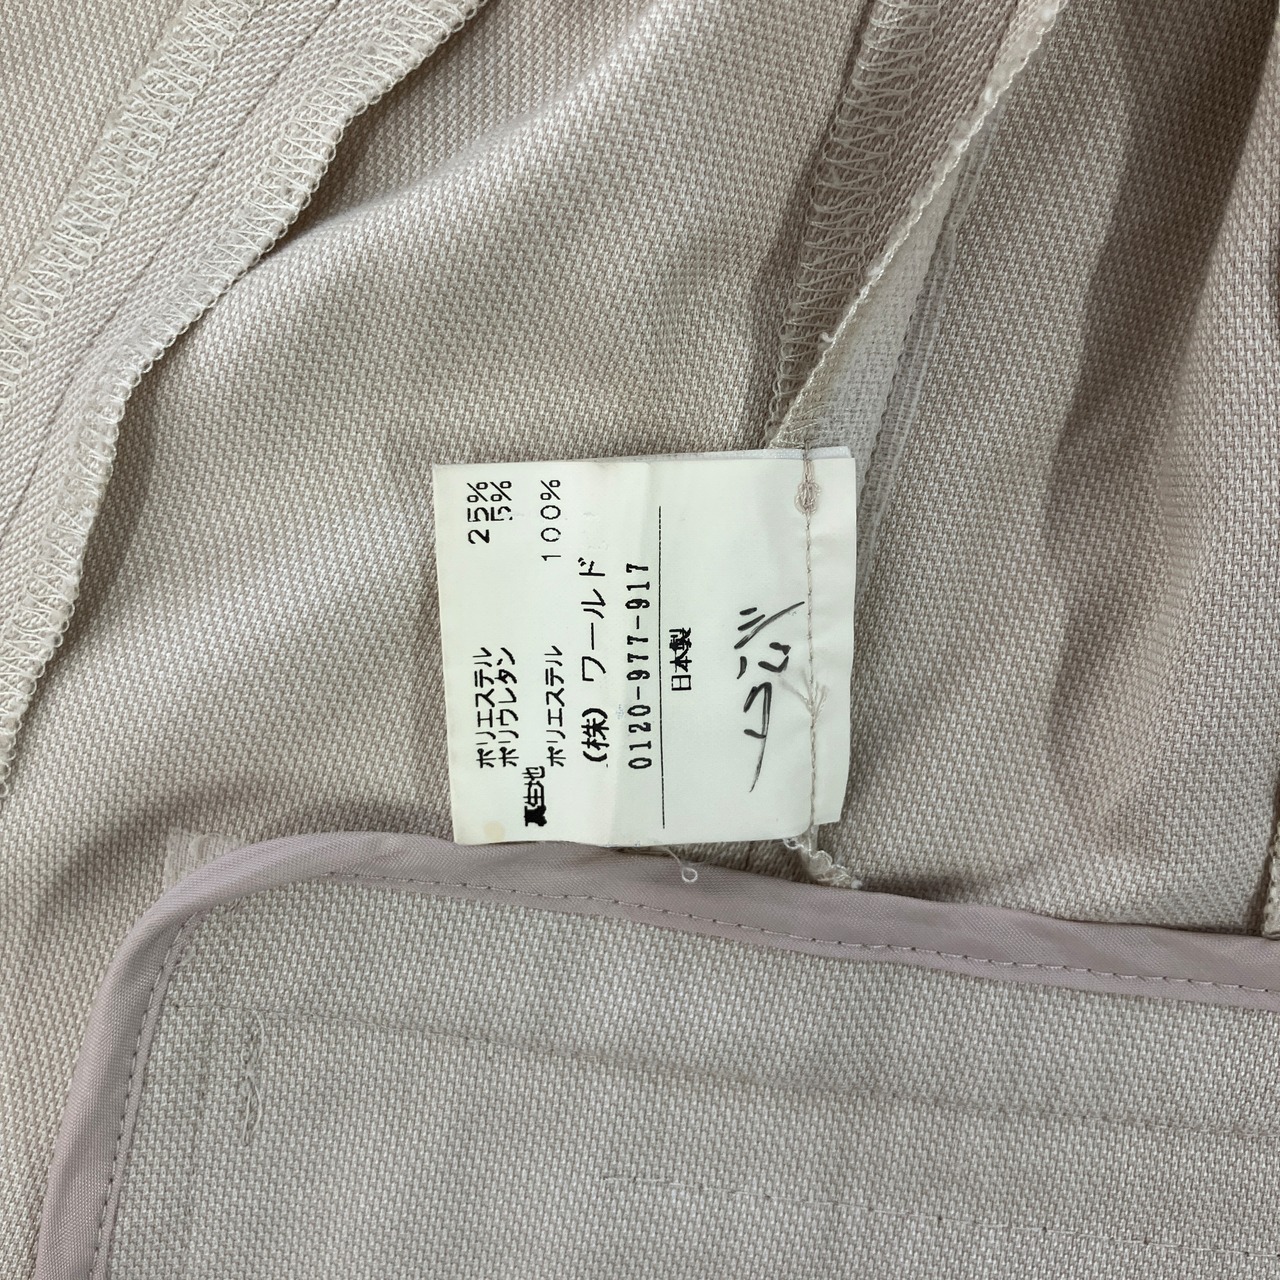 ポリエステル 25%
ポリウレタン 5%
裏生地
ポリエステル 100%
(株) ワールド
0120-977-917
日本製